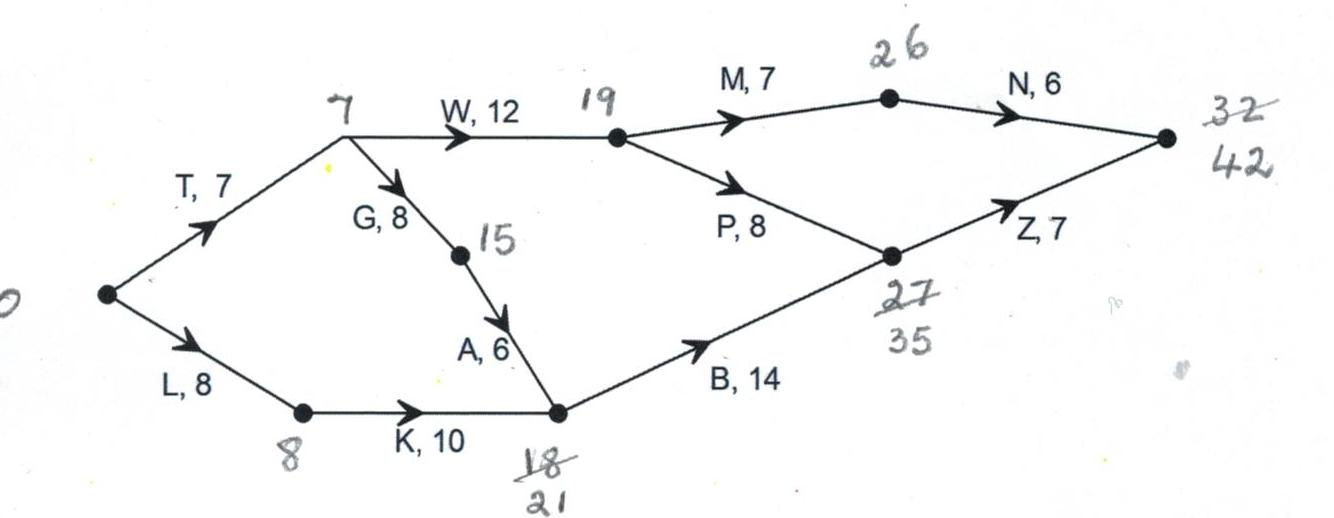 26
M, 7
N, 6
7
W, 12
19
32
42
T, 7
G, 8
15
P, 8
Z, 7
0
27
35
A, 6
L, 8
B, 14
K, 10
8
18
21